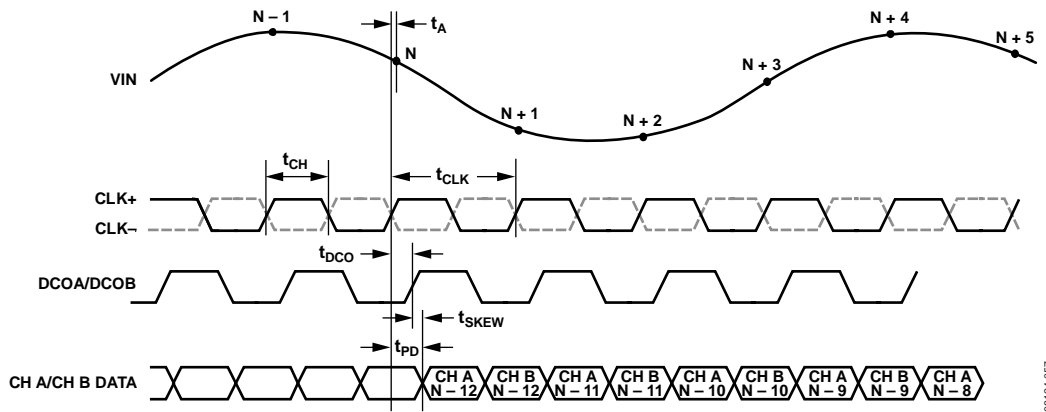 N – 1
t_A
N
N + 4
N + 5
N + 3
VIN
N + 1
N + 2
t_CH
t_CLK
CLK+
CLK–
t_DCO
DCOA/DCOB
t_SKEW
t_PD
CH A/CH B DATA
CH A N – 12
CH B N – 12
CH A N – 11
CH B N – 11
CH A N – 10
CH B N – 10
CH A N – 9
CH B N – 9
CH A N – 8